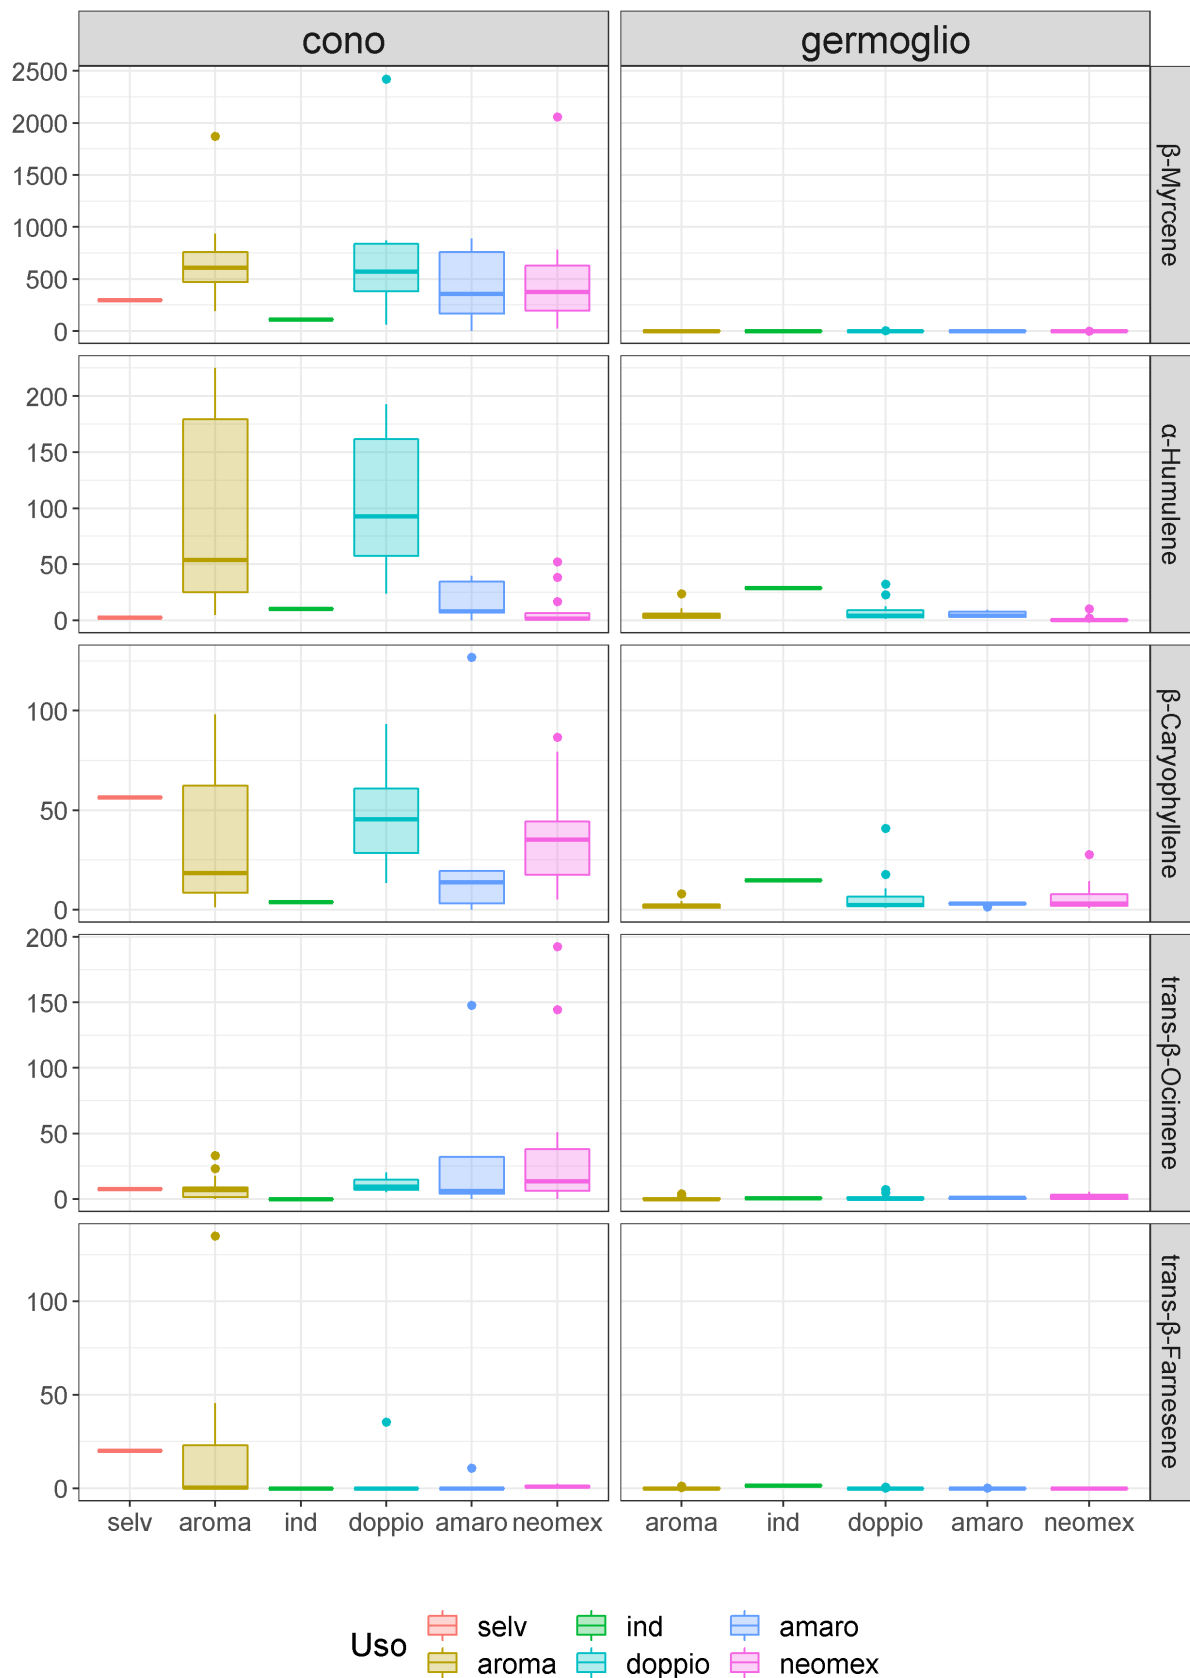 cono germoglio
2500
2000
1500
1000
500
0
β-Myrcene
200
150
100
50
0
α-Humulene
100
50
0
β-Caryophyllene
200
150
100
50
0
trans-β-Ocimene
100
50
0
trans-β-Farnesene
selv aroma ind doppio amaro neomex aroma ind doppio amaro neomex
Uso
selv ind amaro
aroma doppio neomex